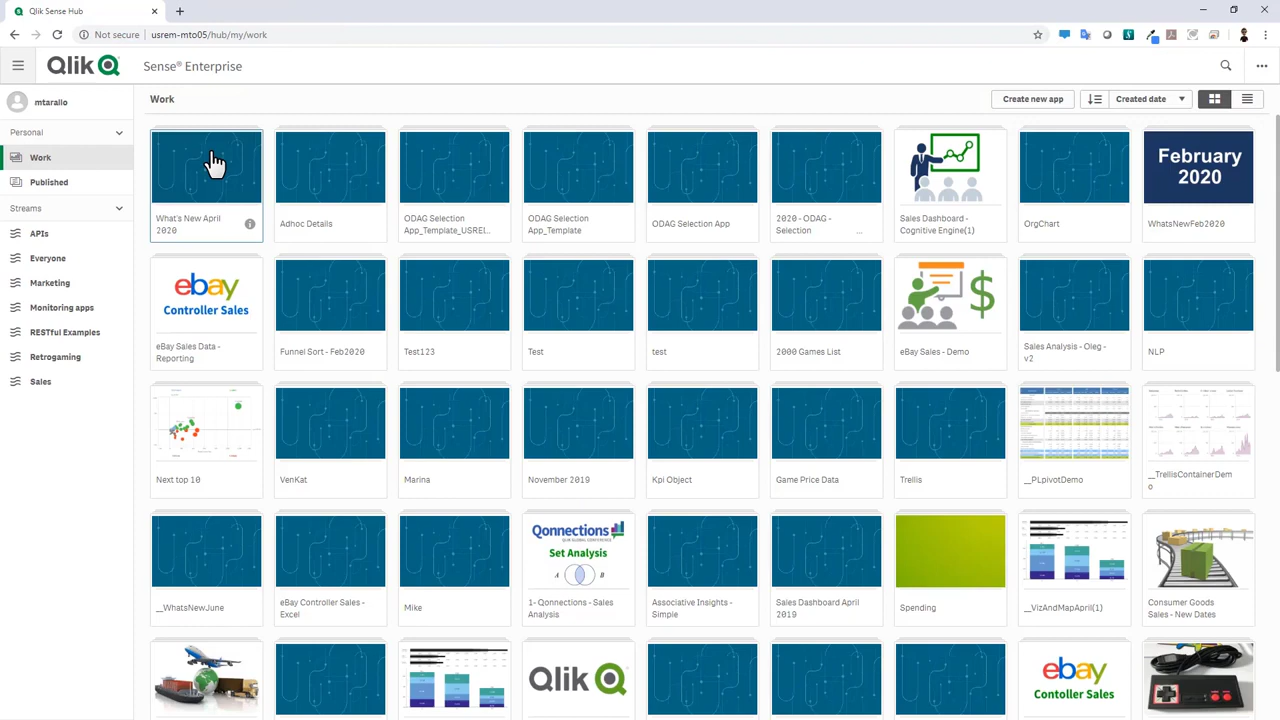 Qlik Sense Hub
Not secure
usrem-mto05/hub/my/work
Qlik
Sense® Enterprise
mtarallo
Personal
Work
Published
Streams
APIs
Everyone
Marketing
Monitoring apps
RESTful Examples
Retrogaming
Sales
Work
Create new app
Created date
What's New April
2020
Adhoc Details
ODAG Selection
App_Template_USREI...
ODAG Selection
App_Template
ODAG Selection App
2020 - ODAG -
Selection ...
Sales Dashboard -
Cognitive Engine(1)
OrgChart
February
2020
WhatsNewFeb2020
ebay
Controller Sales
eBay Sales Data -
Reporting
Funnel Sort - Feb2020
Test123
Test
test
2000 Games List
eBay Sales - Demo
Sales Analysis - Oleg -
v2
NLP
Next top 10
VenKat
Marina
November 2019
Kpi Object
Game Price Data
Trellis
__PLpivotDemo
__TrellisContainerDem
o
__WhatsNewJune
eBay Controller Sales -
Excel
Mike
Qonnections
QLIK GLOBAL CONFERENCE
Set Analysis
A B
1- Qonnections - Sales
Analysis
Associative Insights -
Simple
Sales Dashboard April
2019
Spending
__VizAndMapApril(1)
Consumer Goods
Sales - New Dates
Qlik
ebay
Contoller Sales